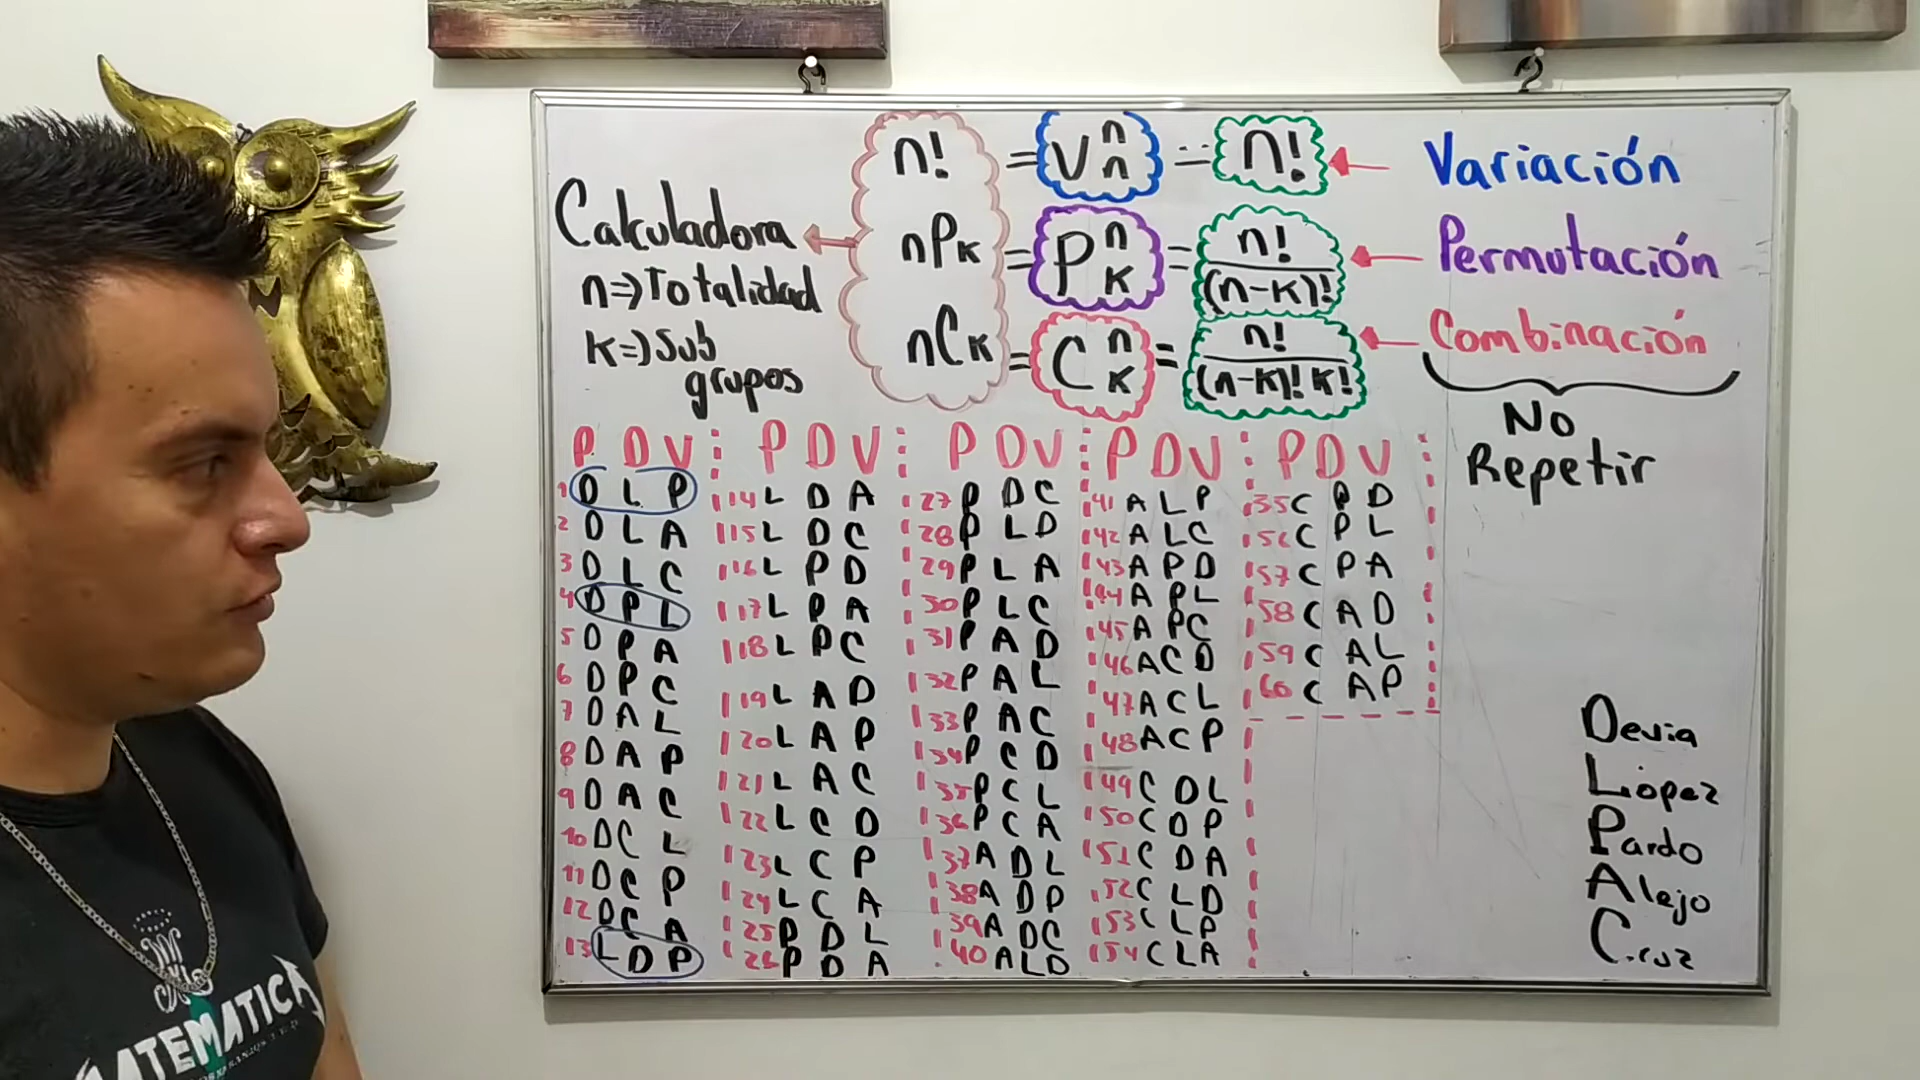 n! = V n n = n! ← Variación
Calculadora ← nPk = P n k = n! / (n-k)! ← Permutación
n ⇒ Totalidad
nCk = C n k = n! / (n-k)! k! ← Combinación
k ⇒ Sub
grupos
No
Repetir
P D V
1 D L P
2 D L A
3 D L C
4 D P L
5 D P A
6 D P C
7 D A L
8 D A P
9 D A C
10 D C L
11 D C P
12 D C A
13 L D P
P D V
14 L D A
15 L D C
16 L P D
17 L P A
18 L P C
19 L A D
20 L A P
21 L A C
22 L C D
23 L C P
24 L C A
25 P D L
26 P D A
P D V
27 P D C
28 P L D
29 P L A
30 P L C
31 P A D
32 P A L
33 P A C
34 P C D
35 P C L
36 P C A
37 A D L
38 A D P
39 A D C
40 A L D
P D V
41 A L P
42 A L C
43 A P D
44 A P L
45 A P C
46 A C D
47 A C L
48 A C P
49 C D L
50 C D P
51 C D A
52 C L D
53 C L P
54 C L A
P D V
55 C P D
56 C P L
57 C P A
58 C A D
59 C A L
60 C A P
Devia
López
Pardo
Alejo
Cruz
MATEMATICA